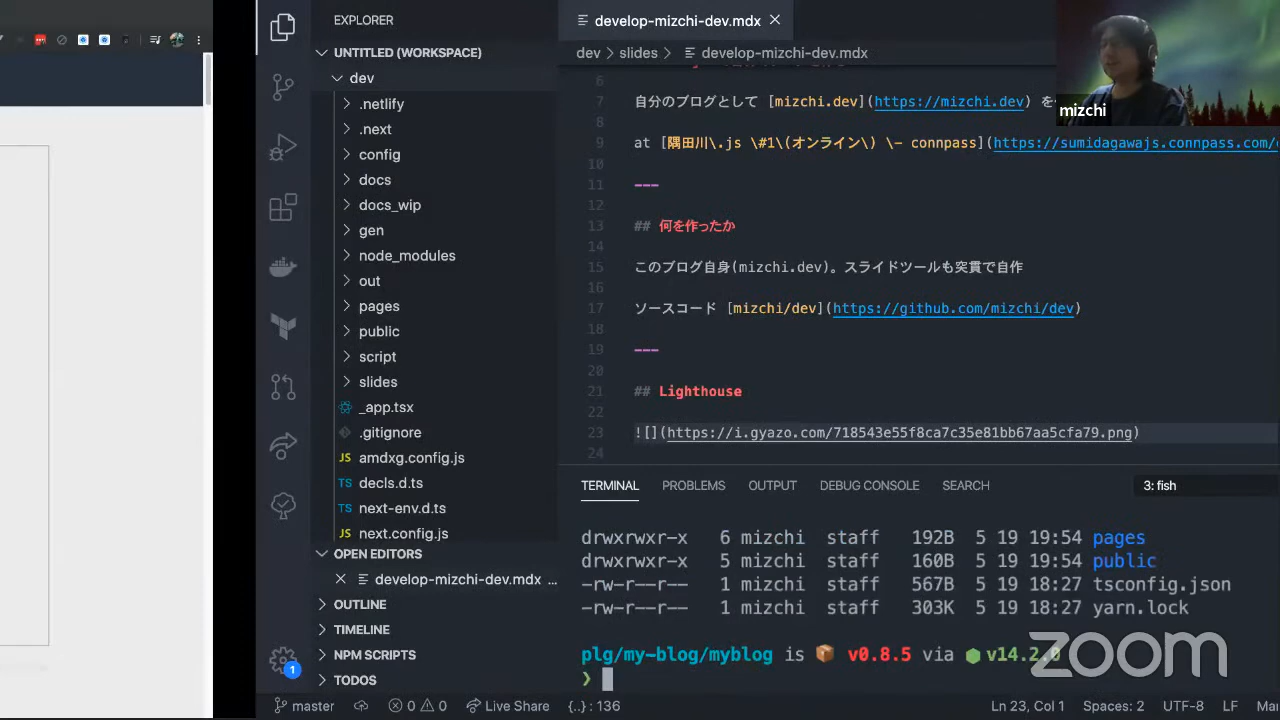 EXPLORER
UNTITLED (WORKSPACE)
dev
.netlify
.next
config
docs
docs_wip
gen
node_modules
out
pages
public
script
slides
_app.tsx
.gitignore
JS amdxg.config.js
TS decls.d.ts
TS next-env.d.ts
JS next.config.js
OPEN EDITORS
develop-mizchi-dev.mdx ...
OUTLINE
TIMELINE
NPM SCRIPTS
TODOS
1
develop-mizchi-dev.mdx
dev > slides > develop-mizchi-dev.mdx
6
7 自分のブログとして [mizchi.dev](https://mizchi.dev) を
8
9 at [隅田川\.js \#1\(オンライン\) \- connpass](https://sumidagawajs.connpass.com/
10
11 ---
12
13 ## 何を作ったか
14
15 このブログ自身(mizchi.dev)。スライドツールも突貫で自作
16
17 ソースコード [mizchi/dev](https://github.com/mizchi/dev)
18
19 ---
20
21 ## Lighthouse
22
23 ![](https://i.gyazo.com/718543e55f8ca7c35e81bb67aa5cfa79.png)
24
mizchi
TERMINAL PROBLEMS OUTPUT DEBUG CONSOLE SEARCH 3: fish
drwxrwxr-x 6 mizchi staff 192B 5 19 19:54 pages
drwxrwxr-x 5 mizchi staff 160B 5 19 19:54 public
-rw-r--r-- 1 mizchi staff 567B 5 19 18:27 tsconfig.json
-rw-r--r-- 1 mizchi staff 303K 5 19 18:27 yarn.lock
plg/my-blog/myblog is v0.8.5 via v14.2.0
❯
zoom
master 0 0 Live Share {..} : 136 Ln 23, Col 1 Spaces: 2 UTF-8 LF